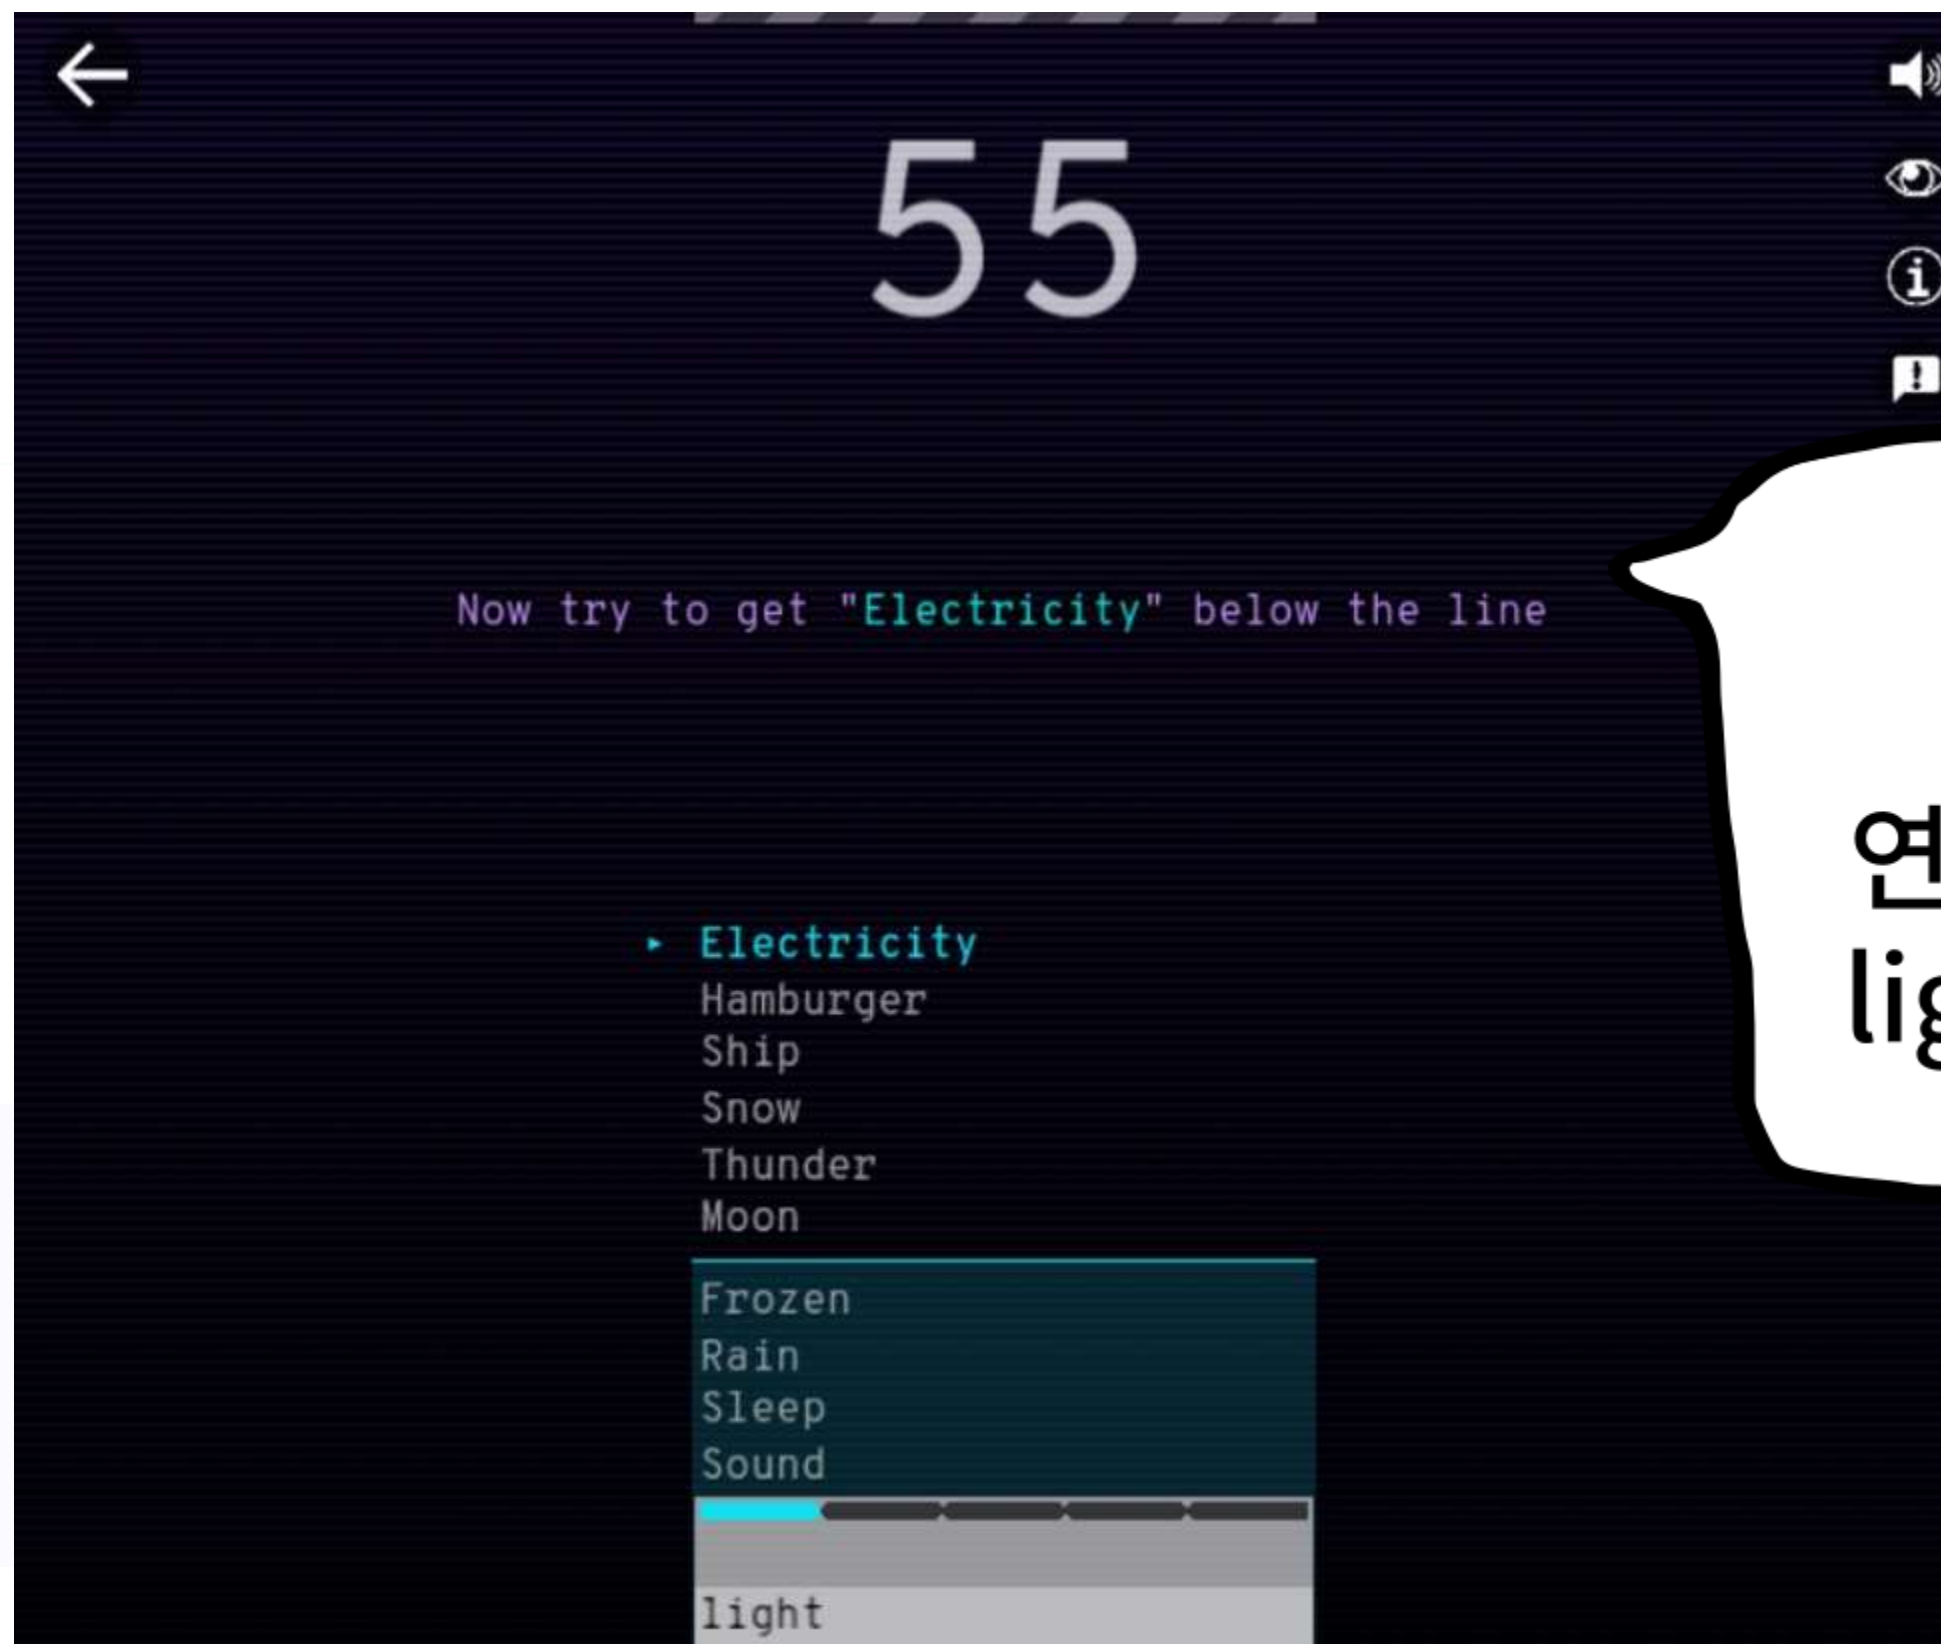 55
Now try to get "Electricity" below the line
Electricity
Hamburger
Ship
Snow
Thunder
Moon
Frozen
Rain
Sleep
Sound
light